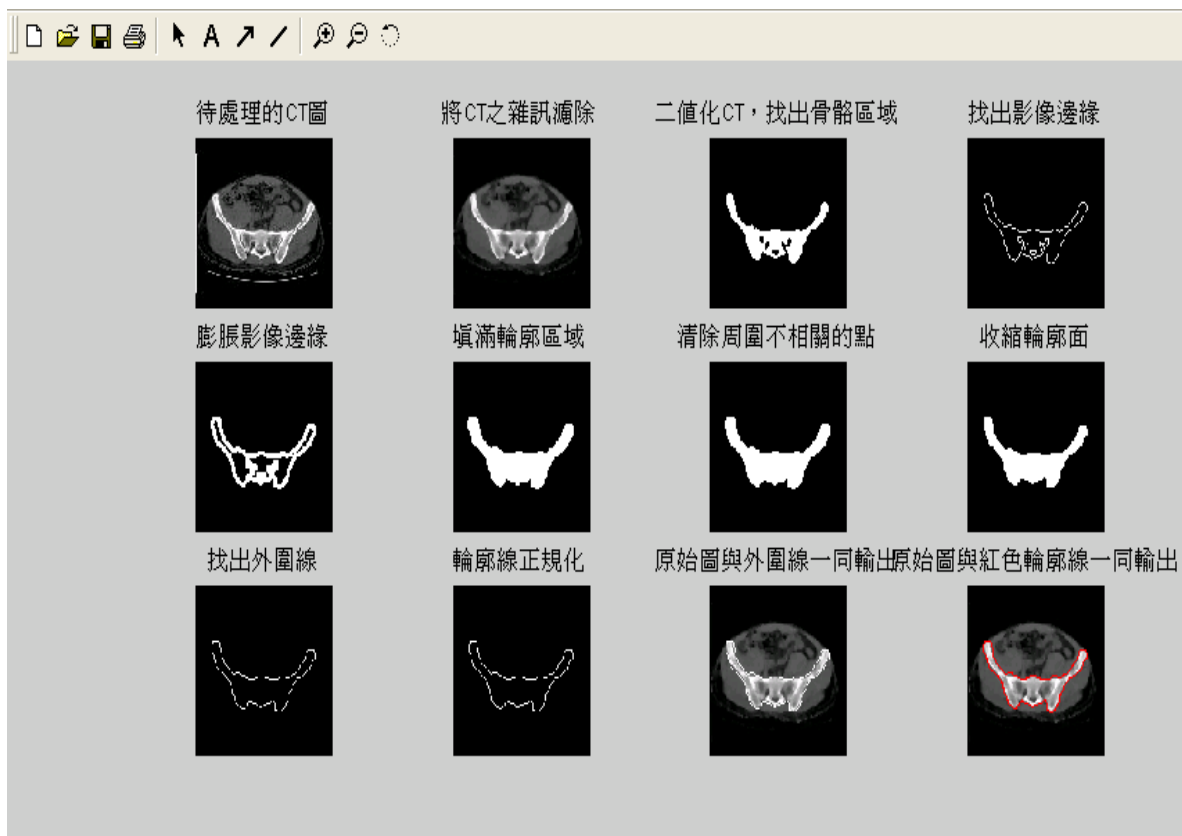 A
待處理的CT圖
將CT之雜訊濾除
二值化CT，找出骨骼區域
找出影像邊緣
膨脹影像邊緣
填滿輪廓區域
清除周圍不相關的點
收縮輪廓面
找出外圍線
輪廓線正規化
原始圖與外圍線一同輸出
原始圖與紅色輪廓線一同輸出